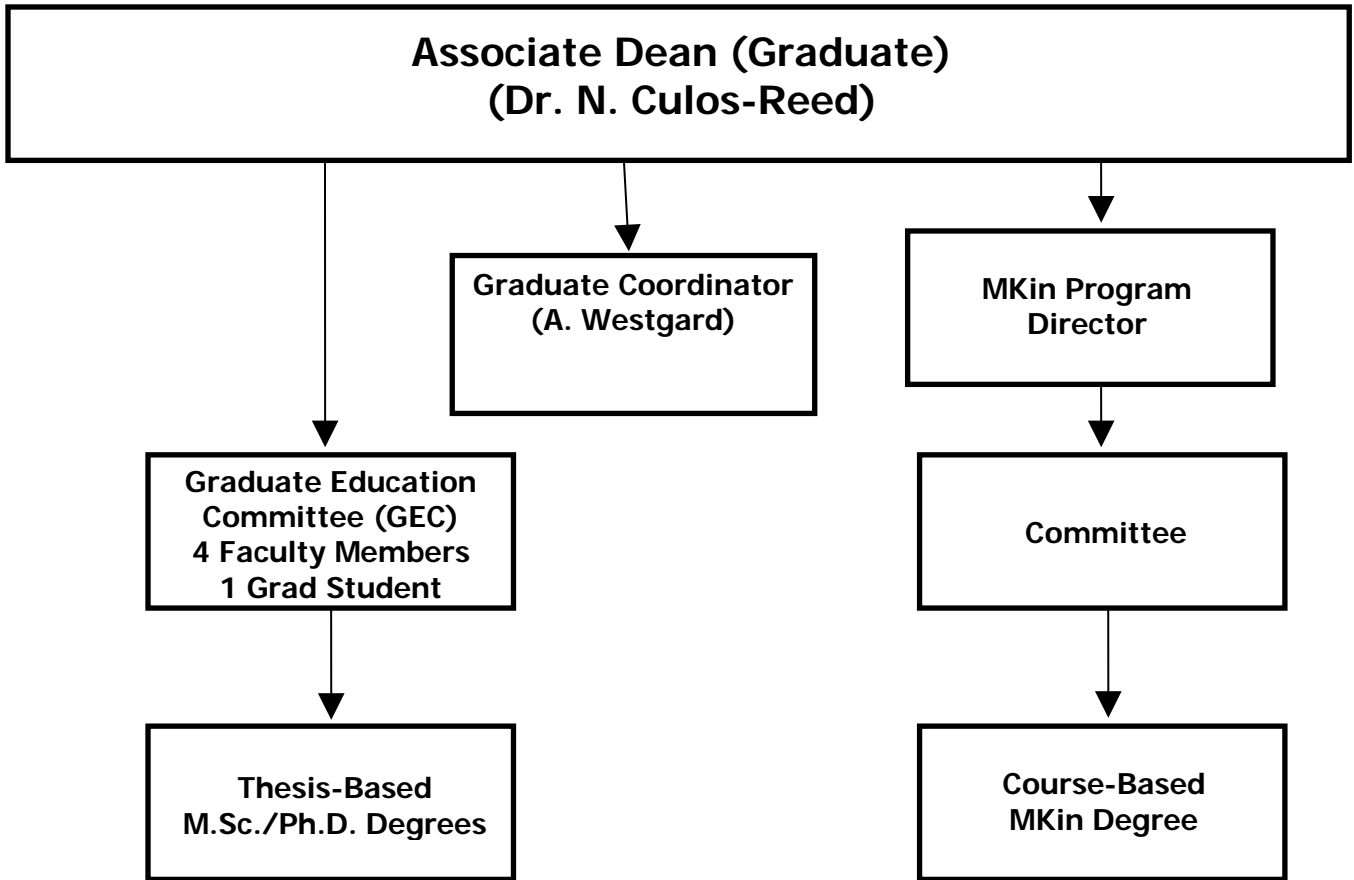 Associate Dean (Graduate)
(Dr. N. Culos-Reed)
Graduate Coordinator
(A. Westgard)
MKin Program
Director
Graduate Education
Committee (GEC)
4 Faculty Members
1 Grad Student
Committee
Thesis-Based
M.Sc./Ph.D. Degrees
Course-Based
MKin Degree